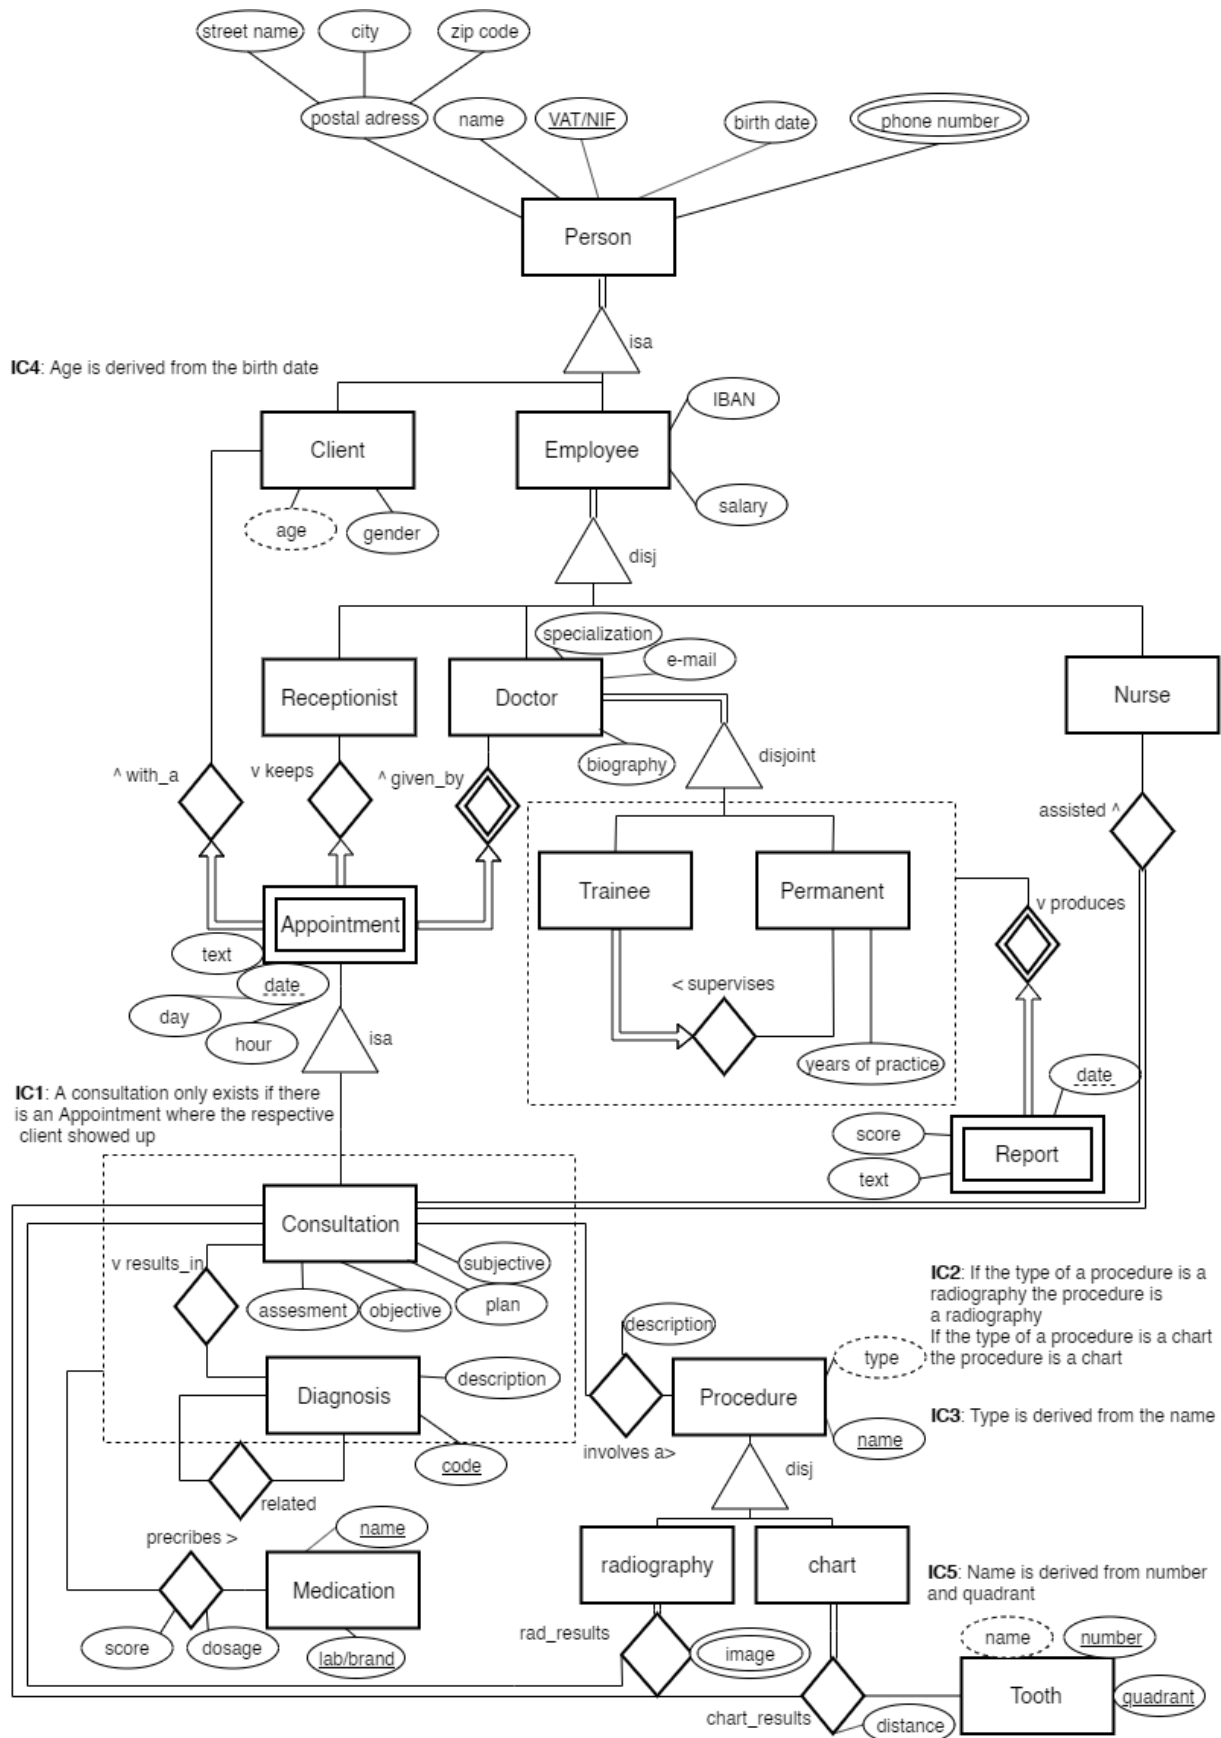 street name
city
zip code
postal adress
name
VAT/NIF
birth date
phone number
Person
isa
IC4: Age is derived from the birth date
IBAN
Client
Employee
salary
age
gender
disj
specialization
e-mail
Receptionist
Doctor
Nurse
biography
disjoint
^ with_a
v keeps
^ given_by
assisted ^
Trainee
Permanent
v produces
Appointment
text
date
day
hour
< supervises
isa
years of practice
date
IC1: A consultation only exists if there
is an Appointment where the respective
client showed up
score
text
Report
Consultation
v results_in
subjective
assesment
objective
plan
IC2: If the type of a procedure is a
radiography the procedure is
a radiography
If the type of a procedure is a chart
the procedure is a chart
description
type
description
Diagnosis
Procedure
IC3: Type is derived from the name
name
involves a>
code
disj
related
name
precribes >
radiography
chart
Medication
IC5: Name is derived from number
and quadrant
score
dosage
lab/brand
rad_results
image
name
number
Tooth
quadrant
chart_results
distance